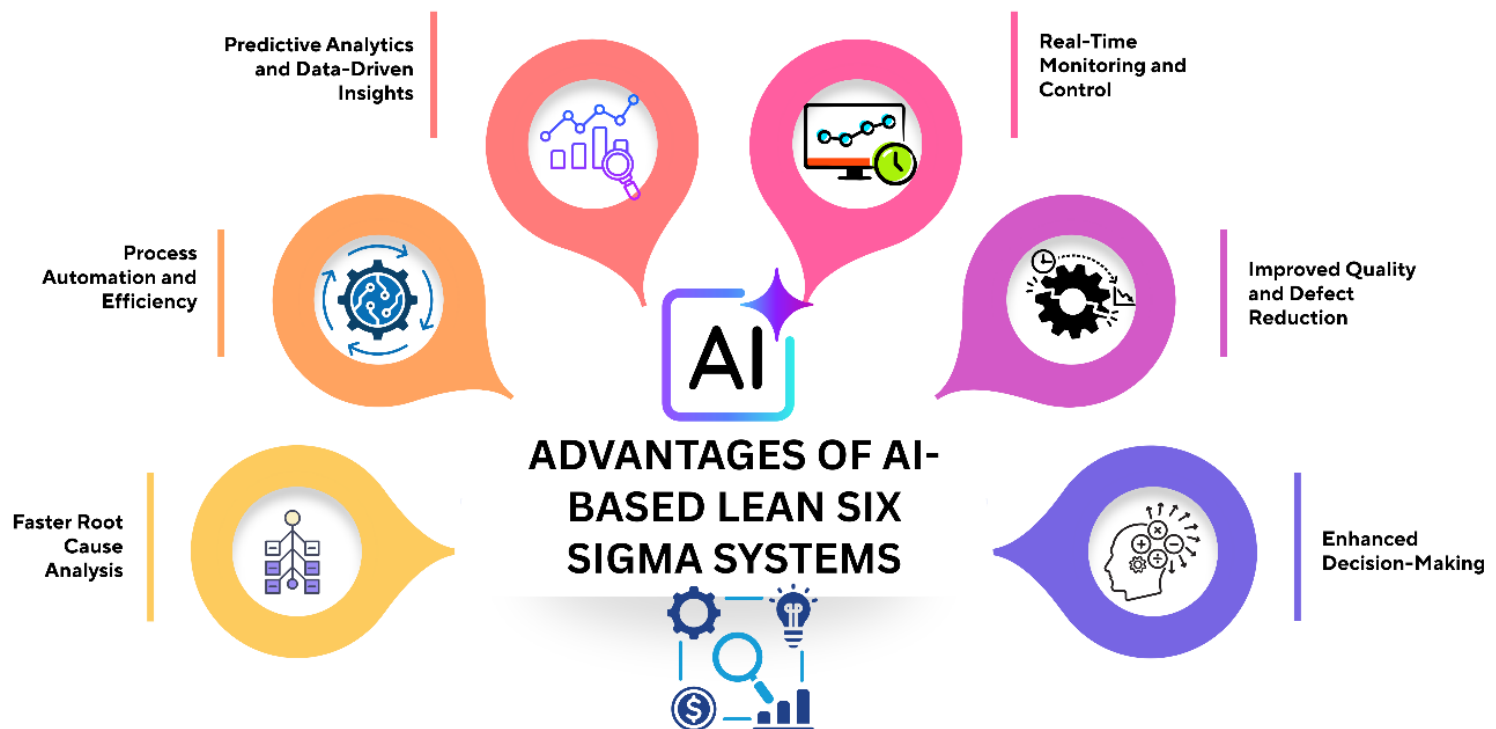 Predictive Analytics
and Data-Driven
Insights
Real-Time
Monitoring and
Control
Process
Automation and
Efficiency
Improved Quality
and Defect
Reduction
AI
ADVANTAGES OF AI-
BASED LEAN SIX
SIGMA SYSTEMS
Faster Root
Cause
Analysis
Enhanced
Decision-Making
$